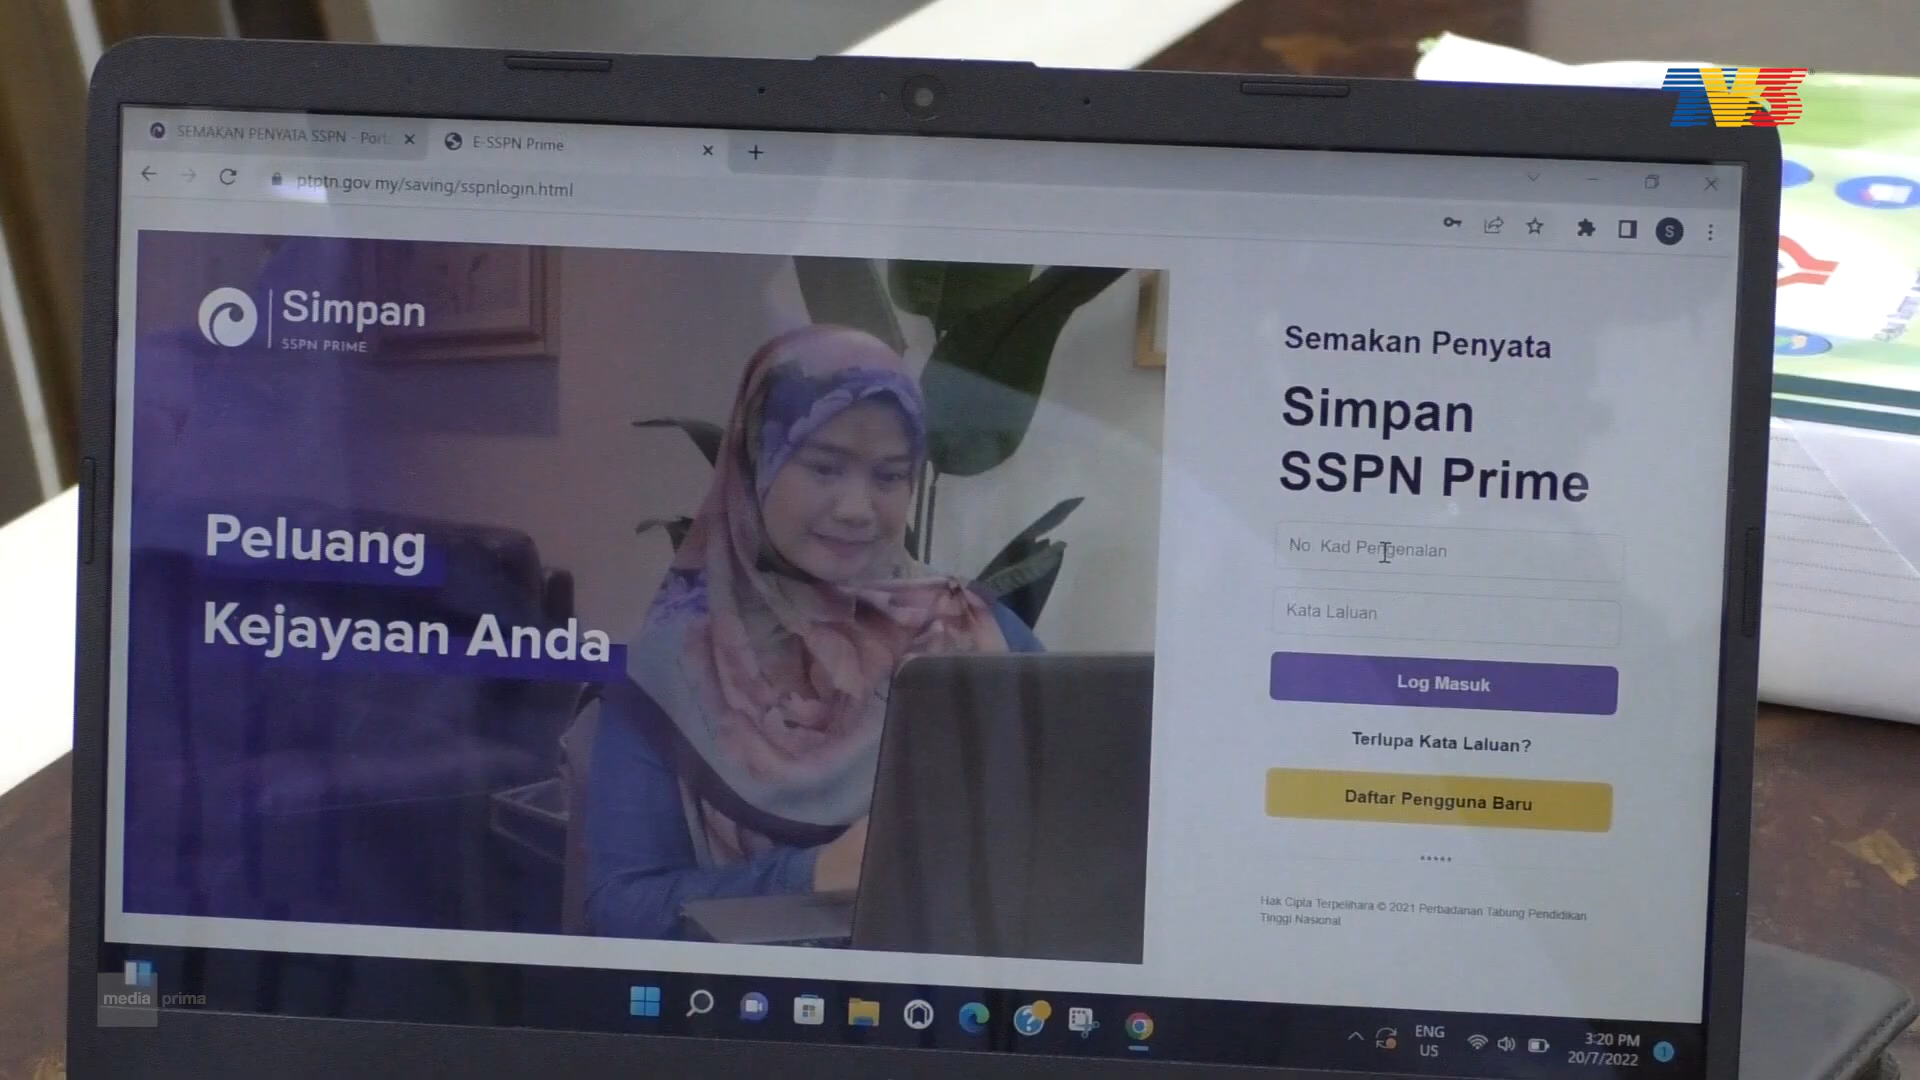 TV3
SEMAKAN PENYATA SSPN - Port
E-SSPN Prime
ptptn.gov.my/saving/sspnlogin.html
S
Simpan
SSPN PRIME
Peluang
Kejayaan Anda
Semakan Penyata
Simpan
SSPN Prime
No. Kad Pengenalan
Kata Laluan
Log Masuk
Terlupa Kata Laluan?
Daftar Pengguna Baru
*****
Hak Cipta Terpelihara © 2021 Perbadanan Tabung Pendidikan
Tinggi Nasional
media prima
ENG
US
3:20 PM
20/7/2022
1